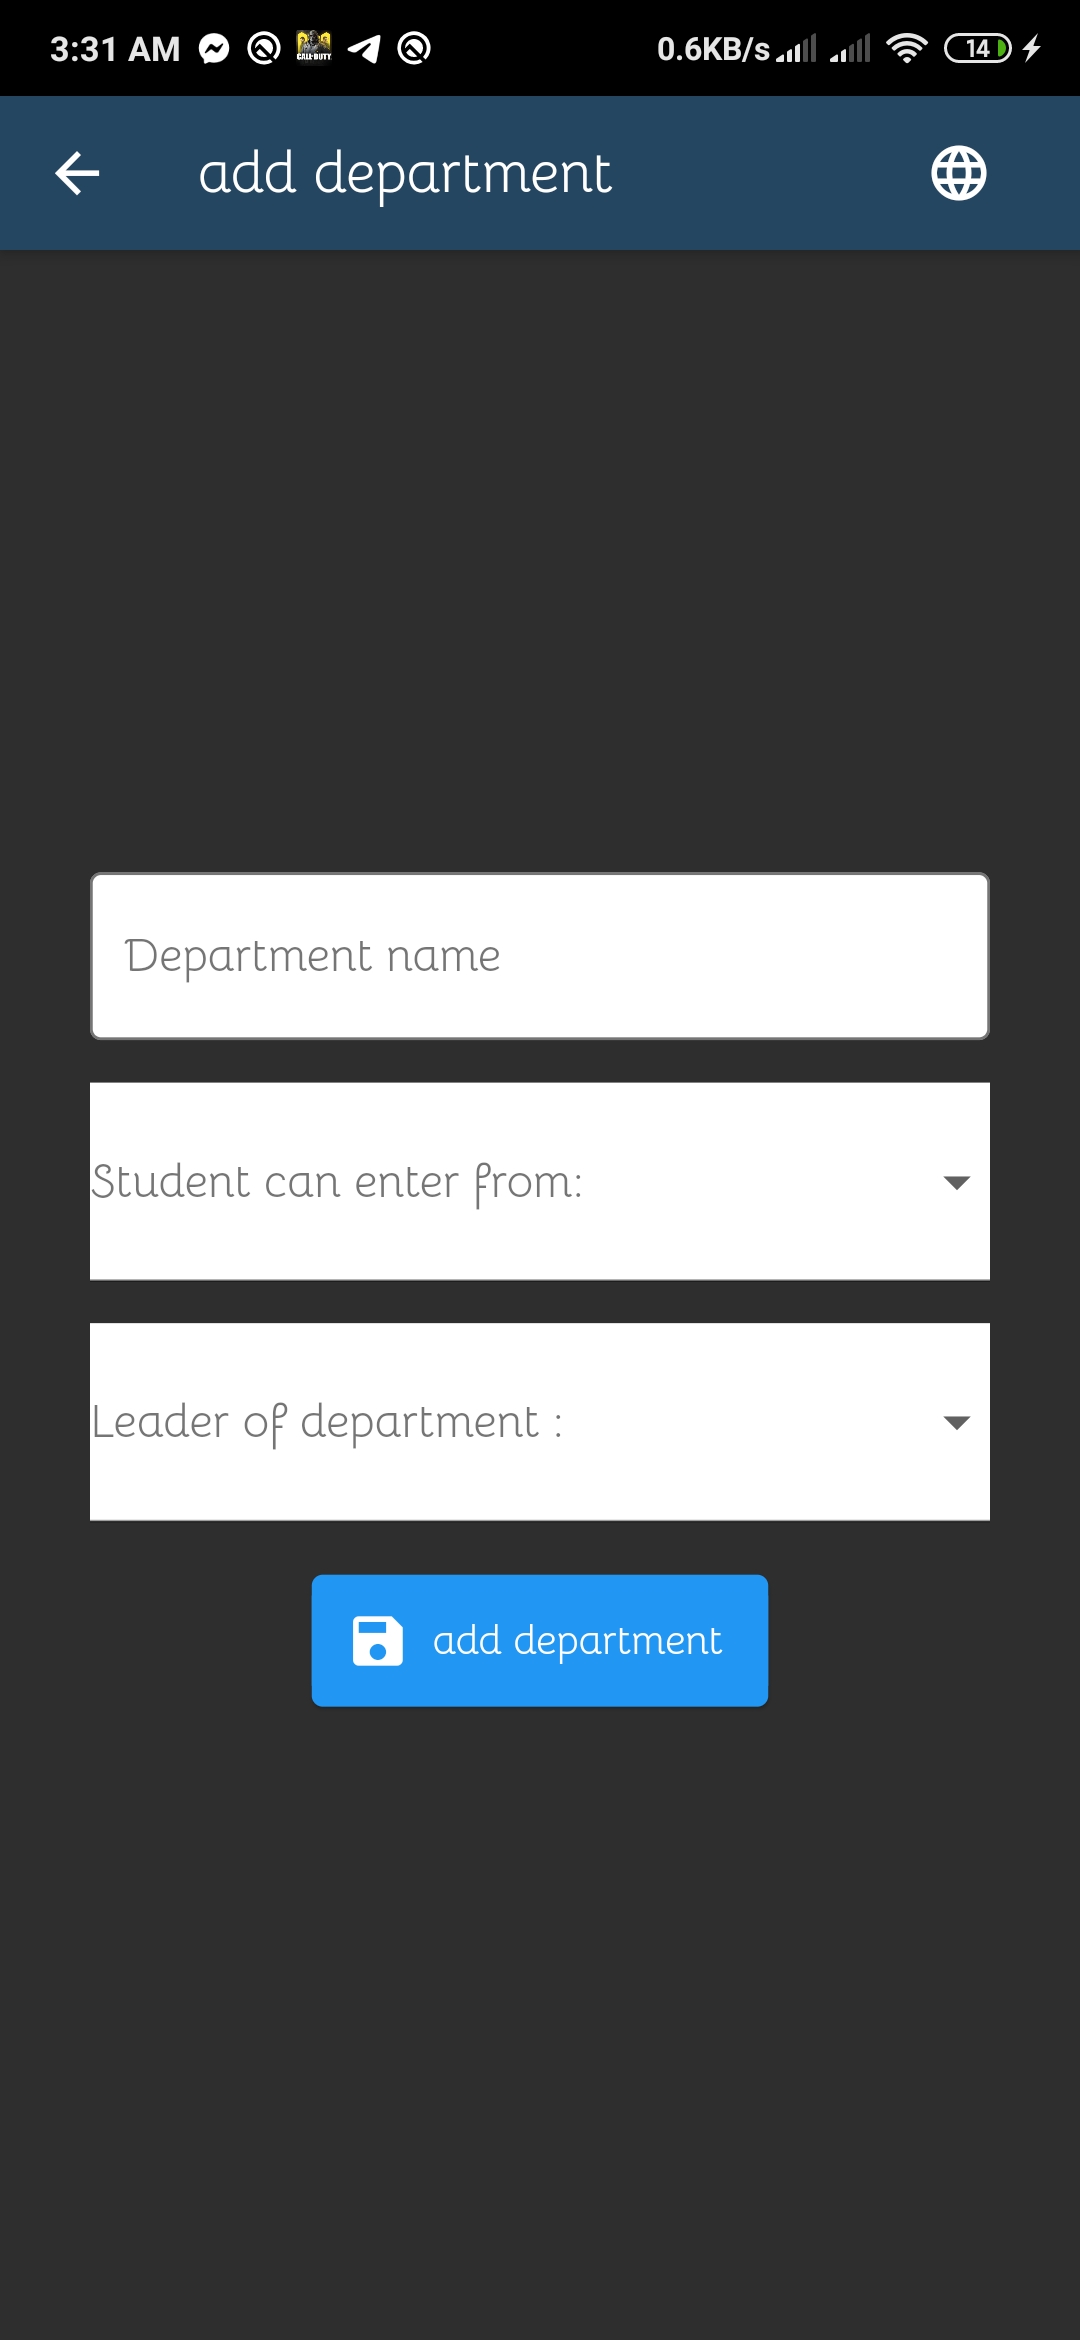 3:31 AM 0.6KB/s 14
add department
Department name
Student can enter from:
Leader of department :
add department